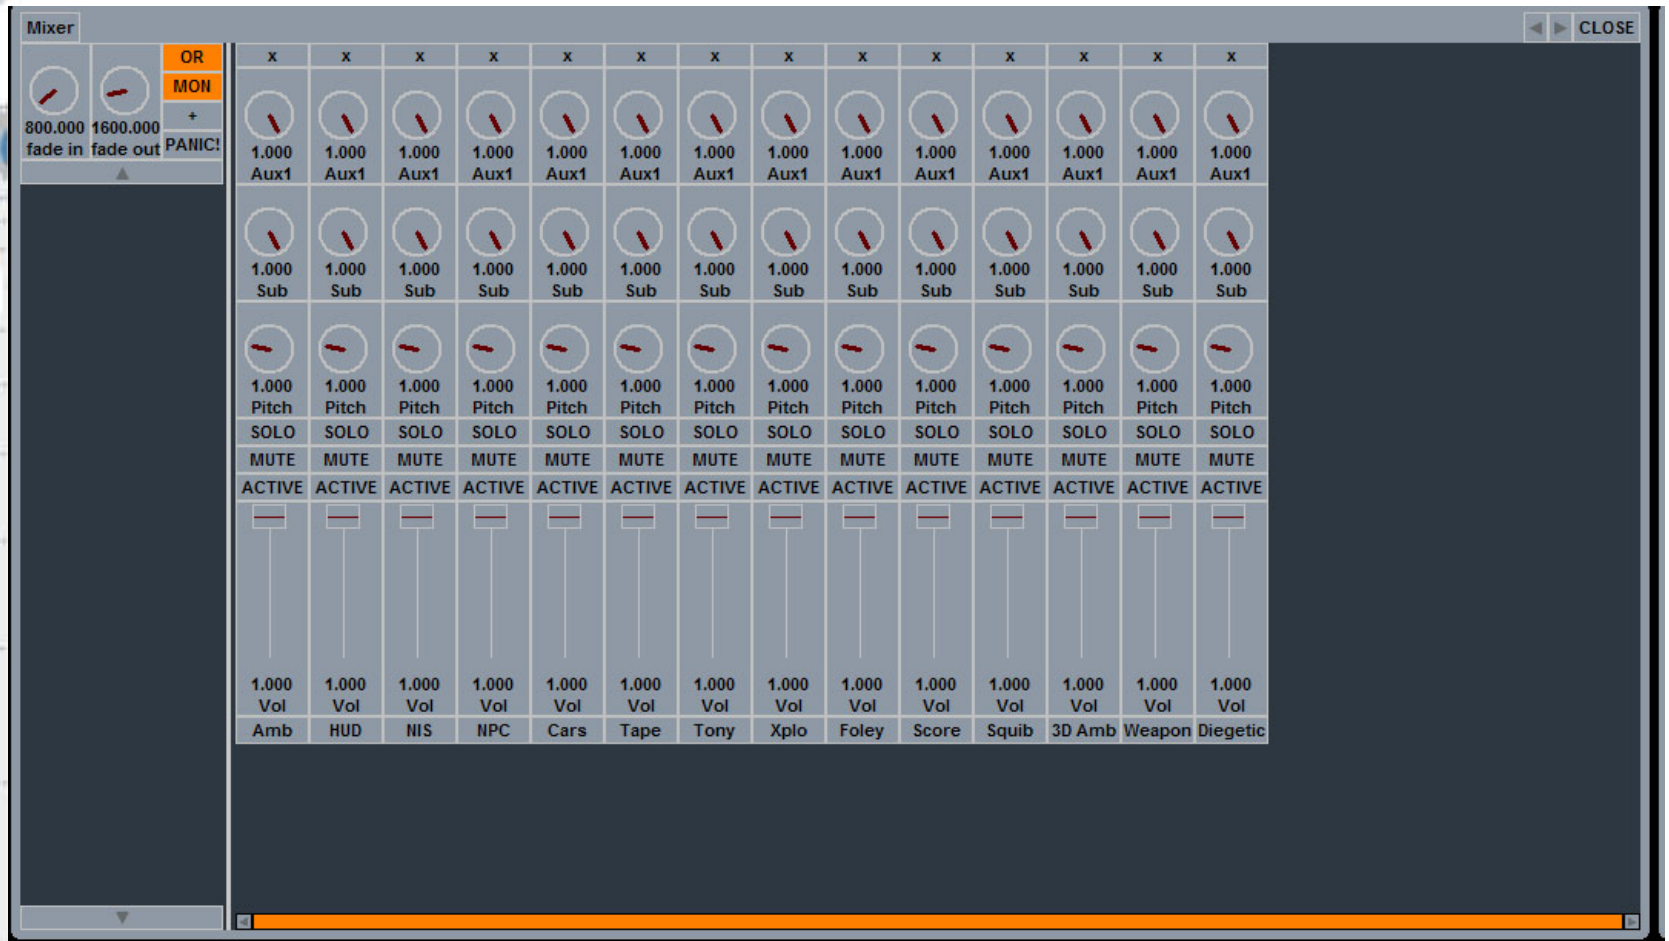 Mixer CLOSE
OR x x x x x x x x x x x x x x
MON
+
800.000 1600.000
fade in fade out PANIC!
1.000 1.000 1.000 1.000 1.000 1.000 1.000 1.000 1.000 1.000 1.000 1.000 1.000 1.000
Aux1 Aux1 Aux1 Aux1 Aux1 Aux1 Aux1 Aux1 Aux1 Aux1 Aux1 Aux1 Aux1 Aux1
1.000 1.000 1.000 1.000 1.000 1.000 1.000 1.000 1.000 1.000 1.000 1.000 1.000 1.000
Sub Sub Sub Sub Sub Sub Sub Sub Sub Sub Sub Sub Sub Sub
1.000 1.000 1.000 1.000 1.000 1.000 1.000 1.000 1.000 1.000 1.000 1.000 1.000 1.000
Pitch Pitch Pitch Pitch Pitch Pitch Pitch Pitch Pitch Pitch Pitch Pitch Pitch Pitch
SOLO SOLO SOLO SOLO SOLO SOLO SOLO SOLO SOLO SOLO SOLO SOLO SOLO SOLO
MUTE MUTE MUTE MUTE MUTE MUTE MUTE MUTE MUTE MUTE MUTE MUTE MUTE MUTE
ACTIVE ACTIVE ACTIVE ACTIVE ACTIVE ACTIVE ACTIVE ACTIVE ACTIVE ACTIVE ACTIVE ACTIVE ACTIVE ACTIVE
1.000 1.000 1.000 1.000 1.000 1.000 1.000 1.000 1.000 1.000 1.000 1.000 1.000 1.000
Vol Vol Vol Vol Vol Vol Vol Vol Vol Vol Vol Vol Vol Vol
Amb HUD NIS NPC Cars Tape Tony Xplo Foley Score Squib 3D Amb Weapon Diegetic